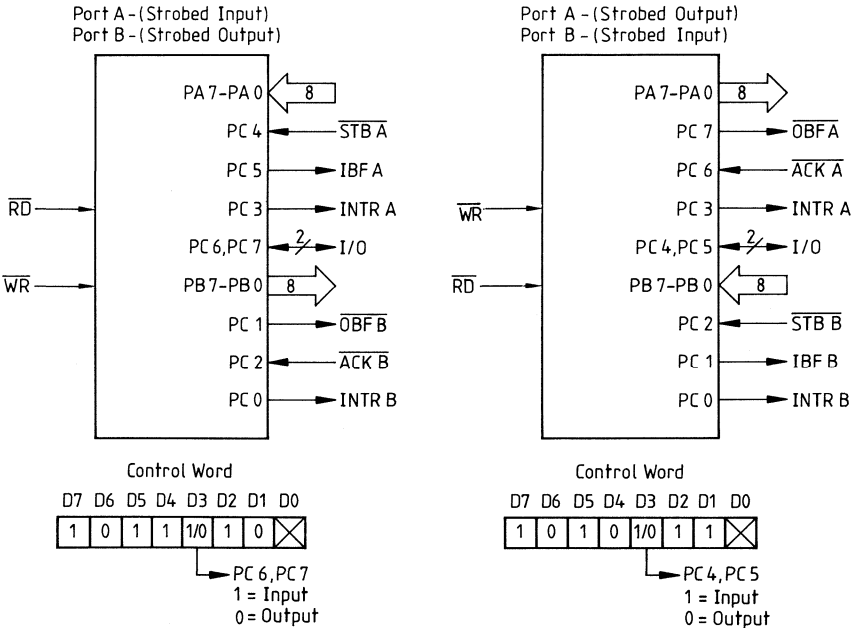 Port A -(Strobed Input)
Port B -(Strobed Output)
PA 7-PA 0
8
PC 4
STB A
PC 5
IBF A
RD
PC 3
INTR A
PC 6,PC 7
2
I/O
WR
PB 7-PB 0
8
PC 1
OBF B
PC 2
ACK B
PC 0
INTR B
Control Word
D7 D6 D5 D4 D3 D2 D1 D0
1 0 1 1 1/0 1 0
PC 6,PC 7
1 = Input
0 = Output
Port A -(Strobed Output)
Port B -(Strobed Input)
PA 7-PA 0
8
PC 7
OBF A
PC 6
ACK A
WR
PC 3
INTR A
PC 4,PC 5
2
I/O
RD
PB 7-PB 0
8
PC 2
STB B
PC 1
IBF B
PC 0
INTR B
Control Word
D7 D6 D5 D4 D3 D2 D1 D0
1 0 1 0 1/0 1 1
PC 4,PC 5
1 = Input
0 = Output